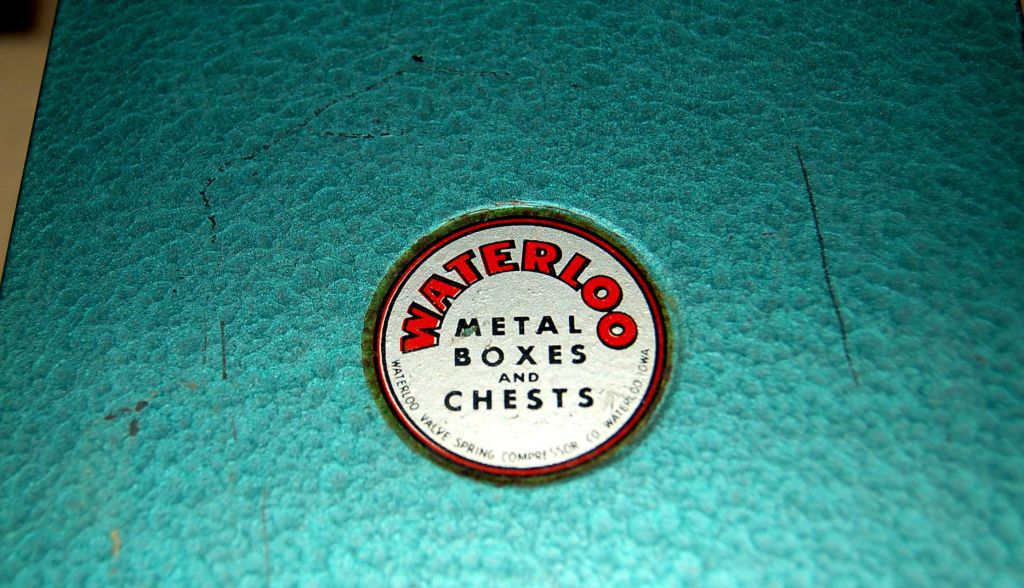 WATERLOO
METAL
BOXES
AND
CHESTS
WATERLOO VALVE SPRING COMPRESSOR CO WATERLOO, IOWA